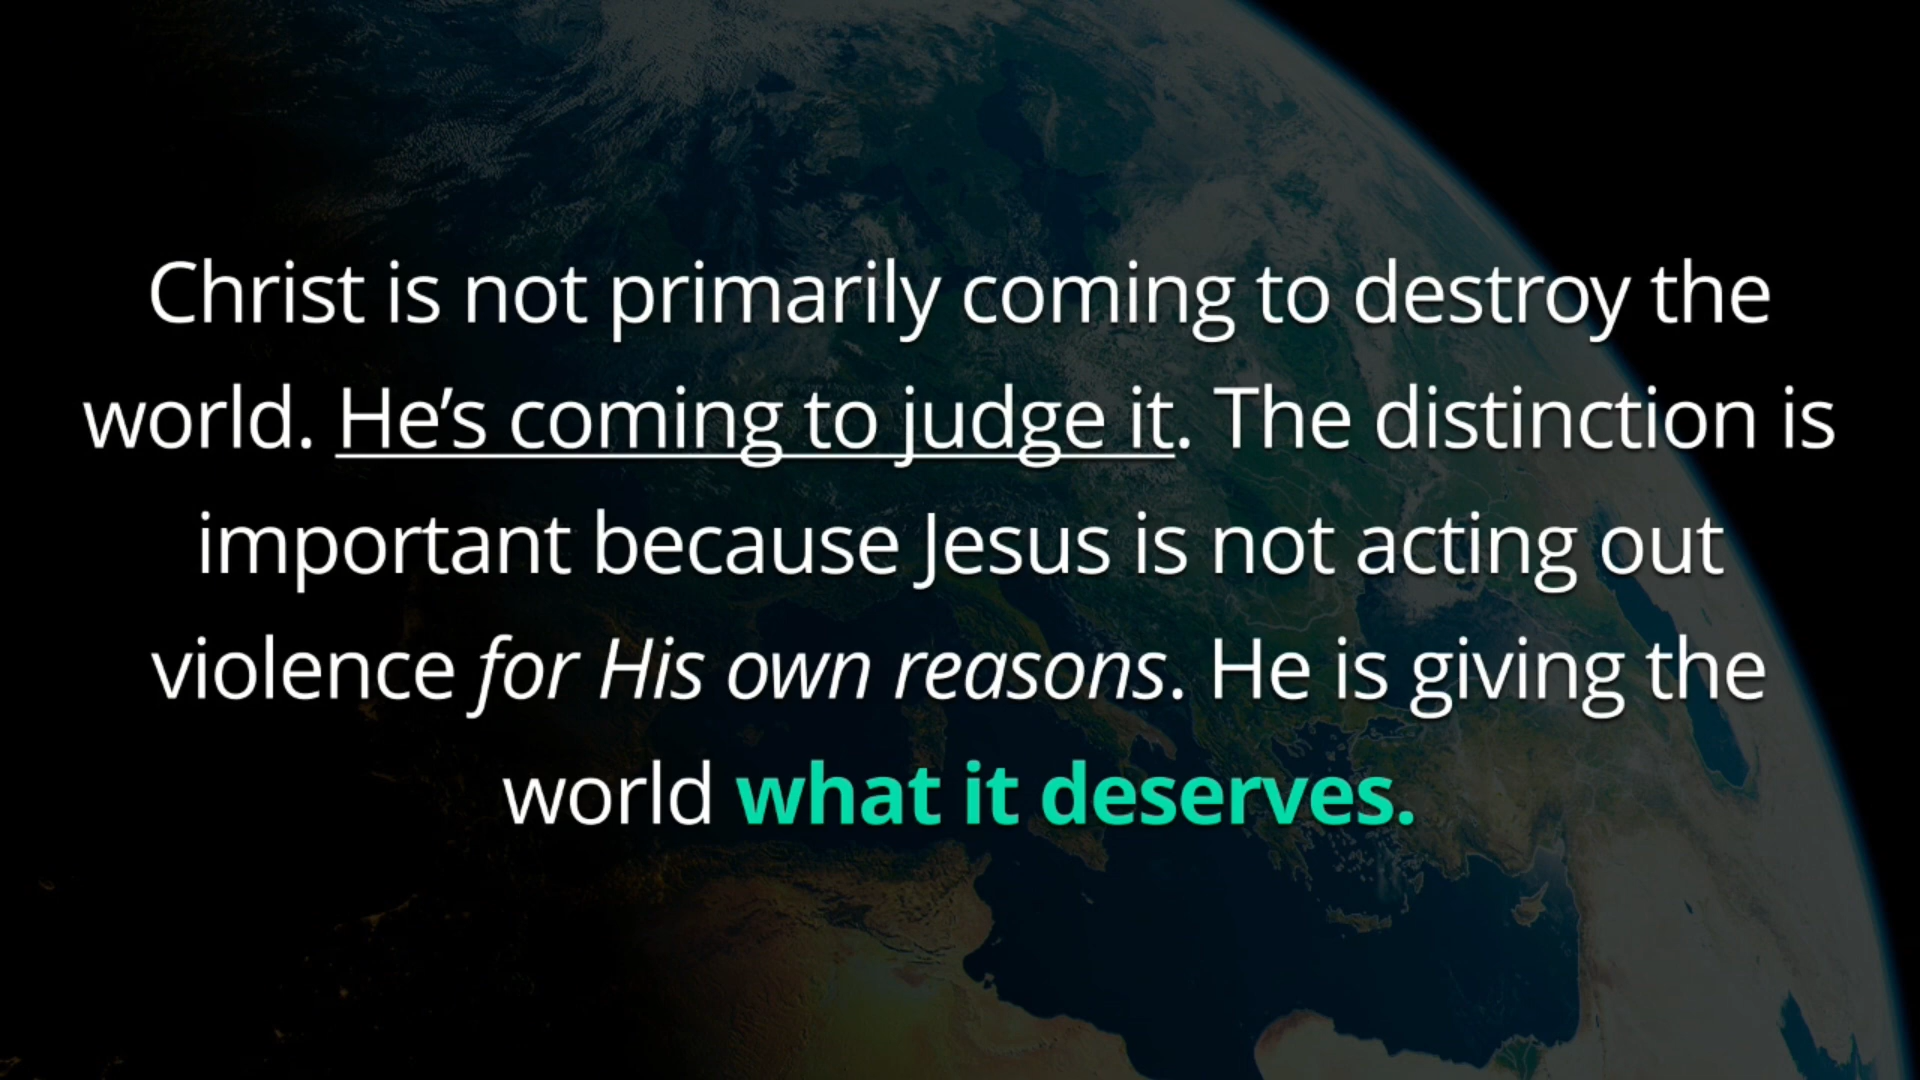 Christ is not primarily coming to destroy the
world. He’s coming to judge it. The distinction is
important because Jesus is not acting out
violence for His own reasons. He is giving the
world what it deserves.